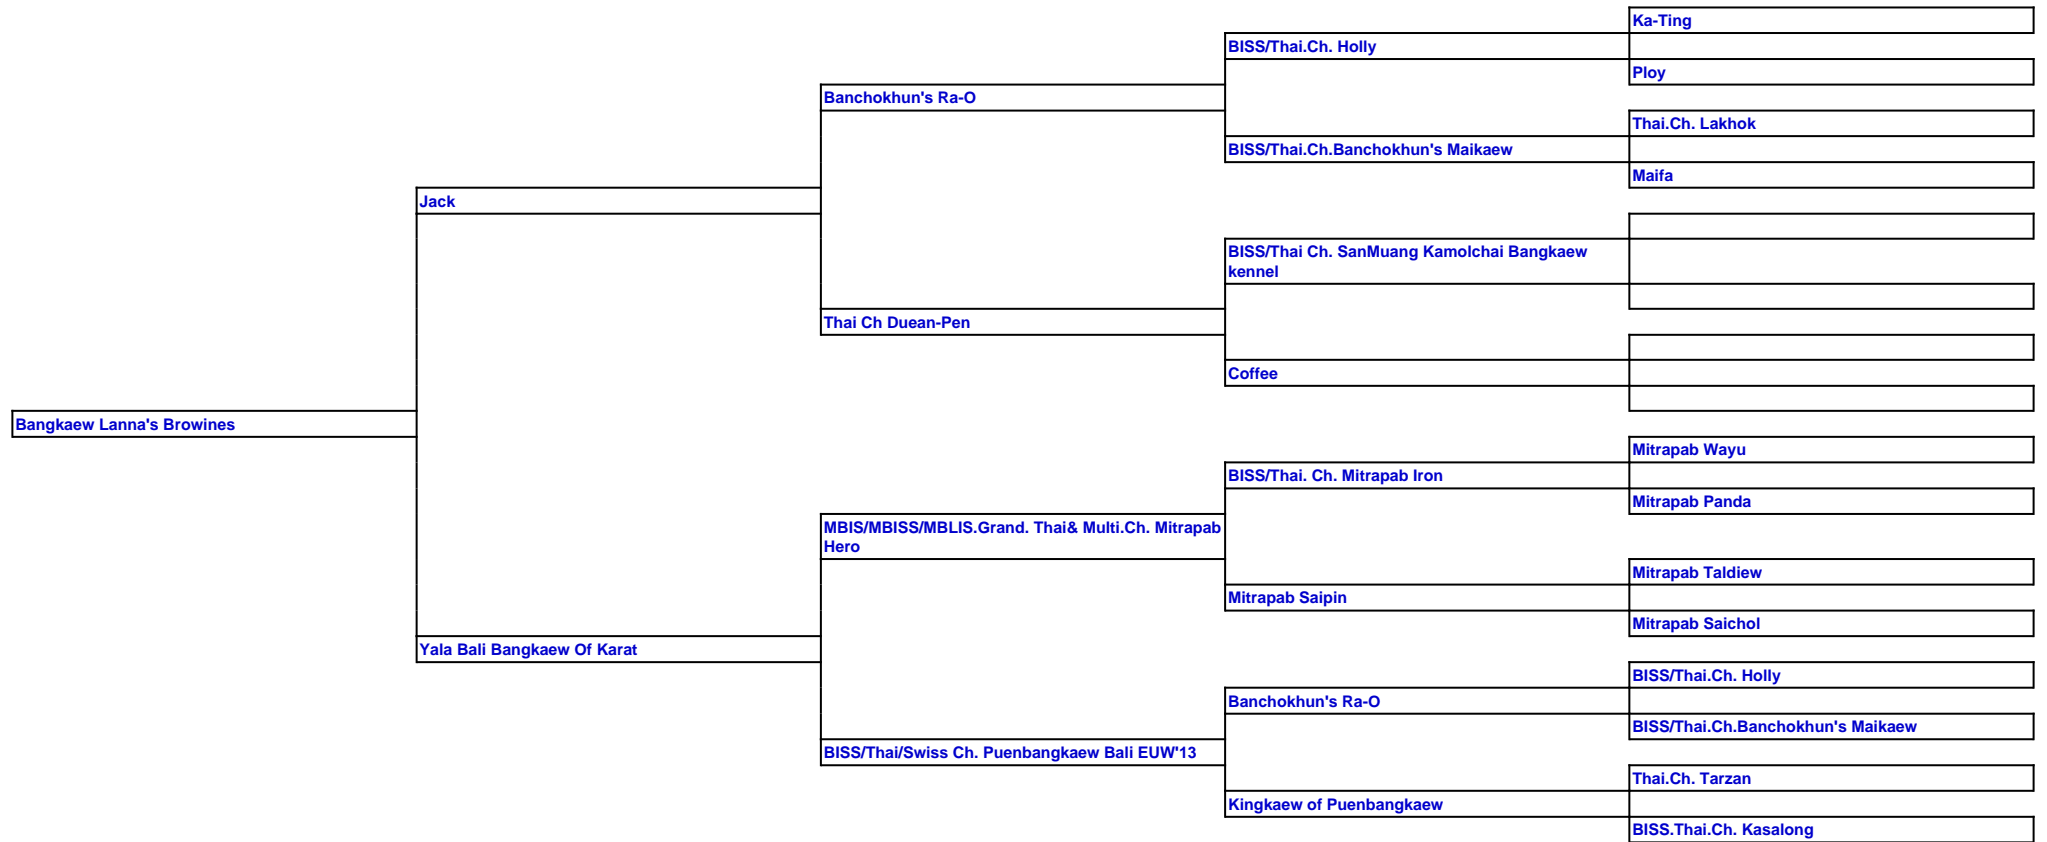 Ka-Ting
BISS/Thai.Ch. Holly
Ploy
Banchokhun's Ra-O
Thai.Ch. Lakhok
BISS/Thai.Ch.Banchokhun's Maikaew
Maifa
Jack
BISS/Thai Ch. SanMuang Kamolchai Bangkaew
kennel
Thai Ch Duean-Pen
Coffee
Bangkaew Lanna's Browines
Mitrapab Wayu
BISS/Thai. Ch. Mitrapab Iron
Mitrapab Panda
MBIS/MBISS/MBLIS.Grand. Thai& Multi.Ch. Mitrapab
Hero
Mitrapab Taldiew
Mitrapab Saipin
Mitrapab Saichol
Yala Bali Bangkaew Of Karat
BISS/Thai.Ch. Holly
Banchokhun's Ra-O
BISS/Thai.Ch.Banchokhun's Maikaew
BISS/Thai/Swiss Ch. Puenbangkaew Bali EUW'13
Thai.Ch. Tarzan
Kingkaew of Puenbangkaew
BISS.Thai.Ch. Kasalong